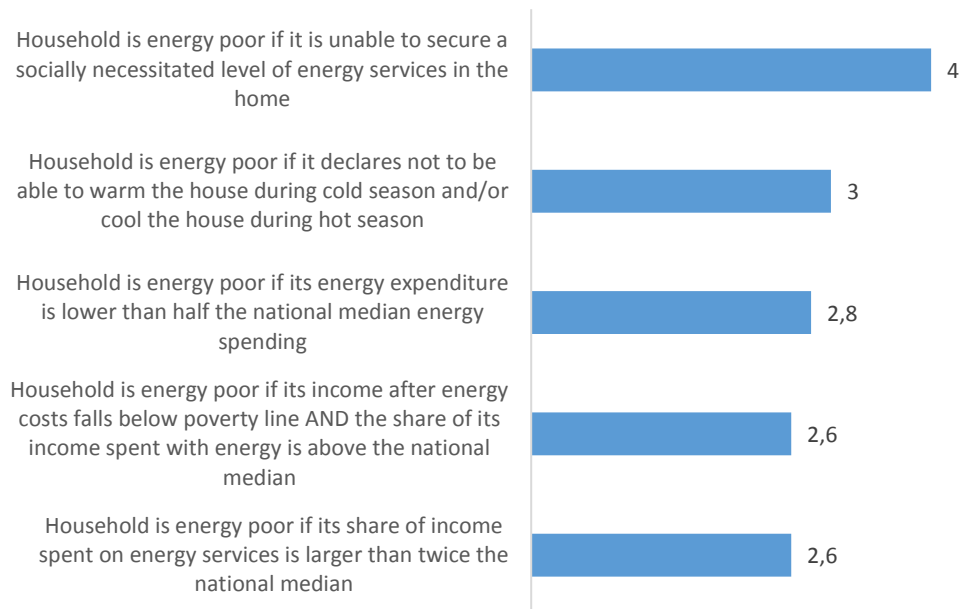 Household is energy poor if it is unable to secure a
socially necessitated level of energy services in the
home
4
Household is energy poor if it declares not to be
able to warm the house during cold season and/or
cool the house during hot season
3
Household is energy poor if its energy expenditure
is lower than half the national median energy
spending
2,8
Household is energy poor if its income after energy
costs falls below poverty line AND the share of its
income spent with energy is above the national
median
2,6
Household is energy poor if its share of income
spent on energy services is larger than twice the
national median
2,6